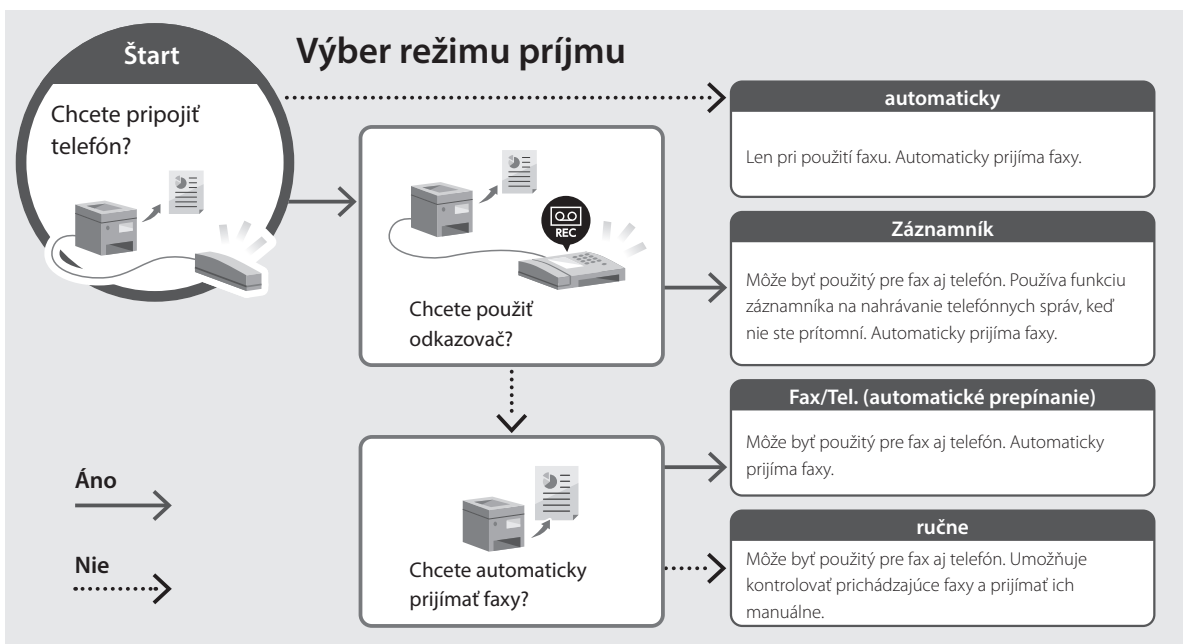 Štart
Výber režimu príjmu
Chcete pripojiť
telefón?
REC
Chcete použiť
odkazovač?
Chcete automaticky
prijímať faxy?
automaticky
Len pri použití faxu. Automaticky prijíma faxy.
Záznamník
Môže byť použitý pre fax aj telefón. Používa funkciu
záznamníka na nahrávanie telefónnych správ, keď
nie ste prítomní. Automaticky prijíma faxy.
Fax/Tel. (automatické prepínanie)
Môže byť použitý pre fax aj telefón. Automaticky
prijíma faxy.
ručne
Môže byť použitý pre fax aj telefón. Umožňuje
kontrolovať prichádzajúce faxy a prijímať ich
manuálne.
Áno
Nie